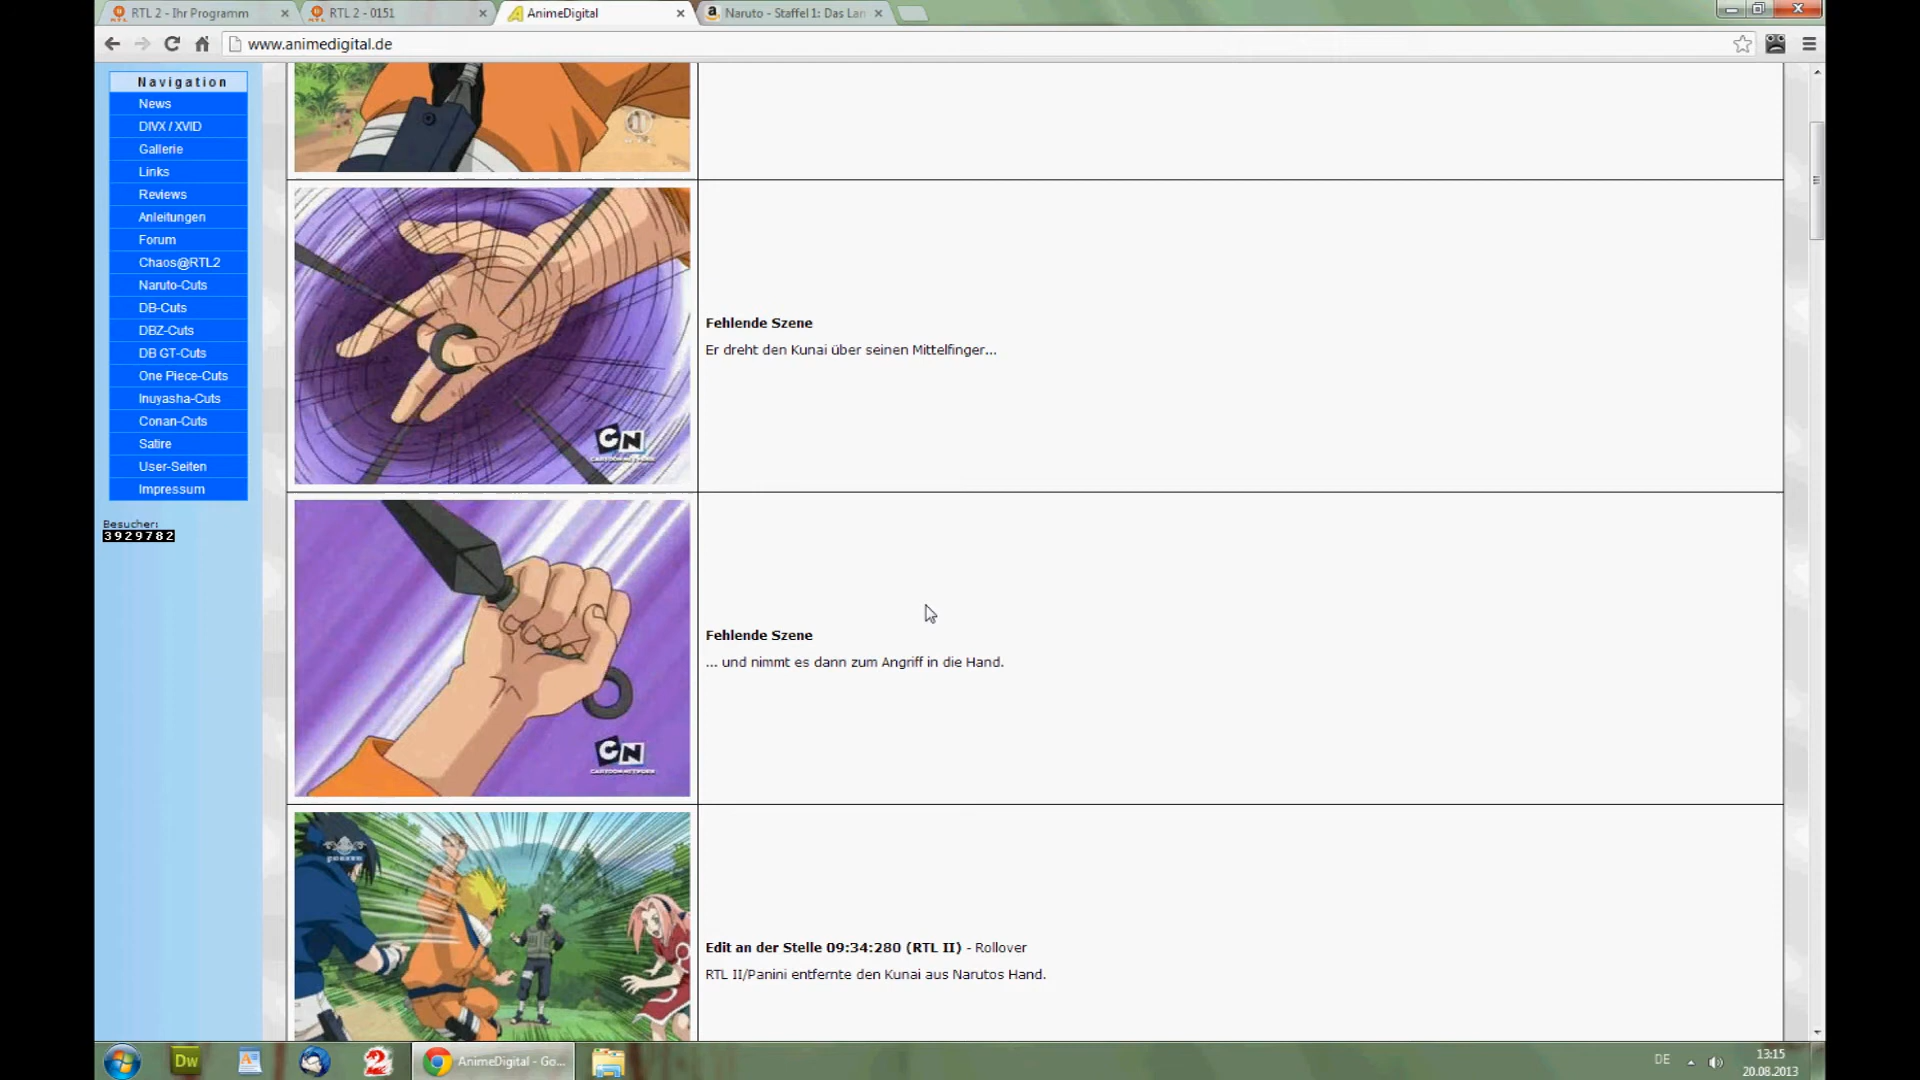 RTL 2 - Ihr Programm
RTL 2 - 0151
AnimeDigital
Naruto - Staffel 1: Das Lan
www.animedigital.de
Navigation
News
DIVX / XVID
Gallerie
Links
Reviews
Anleitungen
Forum
Chaos@RTL2
Naruto-Cuts
DB-Cuts
DBZ-Cuts
DB GT-Cuts
One Piece-Cuts
Inuyasha-Cuts
Conan-Cuts
Satire
User-Seiten
Impressum
Besucher:
3929782
CN
CARTOON NETWORK
Fehlende Szene
Er dreht den Kunai über seinen Mittelfinger...
CN
CARTOON NETWORK
Fehlende Szene
... und nimmt es dann zum Angriff in die Hand.
Edit an der Stelle 09:34:280 (RTL II) - Rollover
RTL II/Panini entfernte den Kunai aus Narutos Hand.
Dw
AnimeDigital - Go...
DE
13:15
20.08.2013